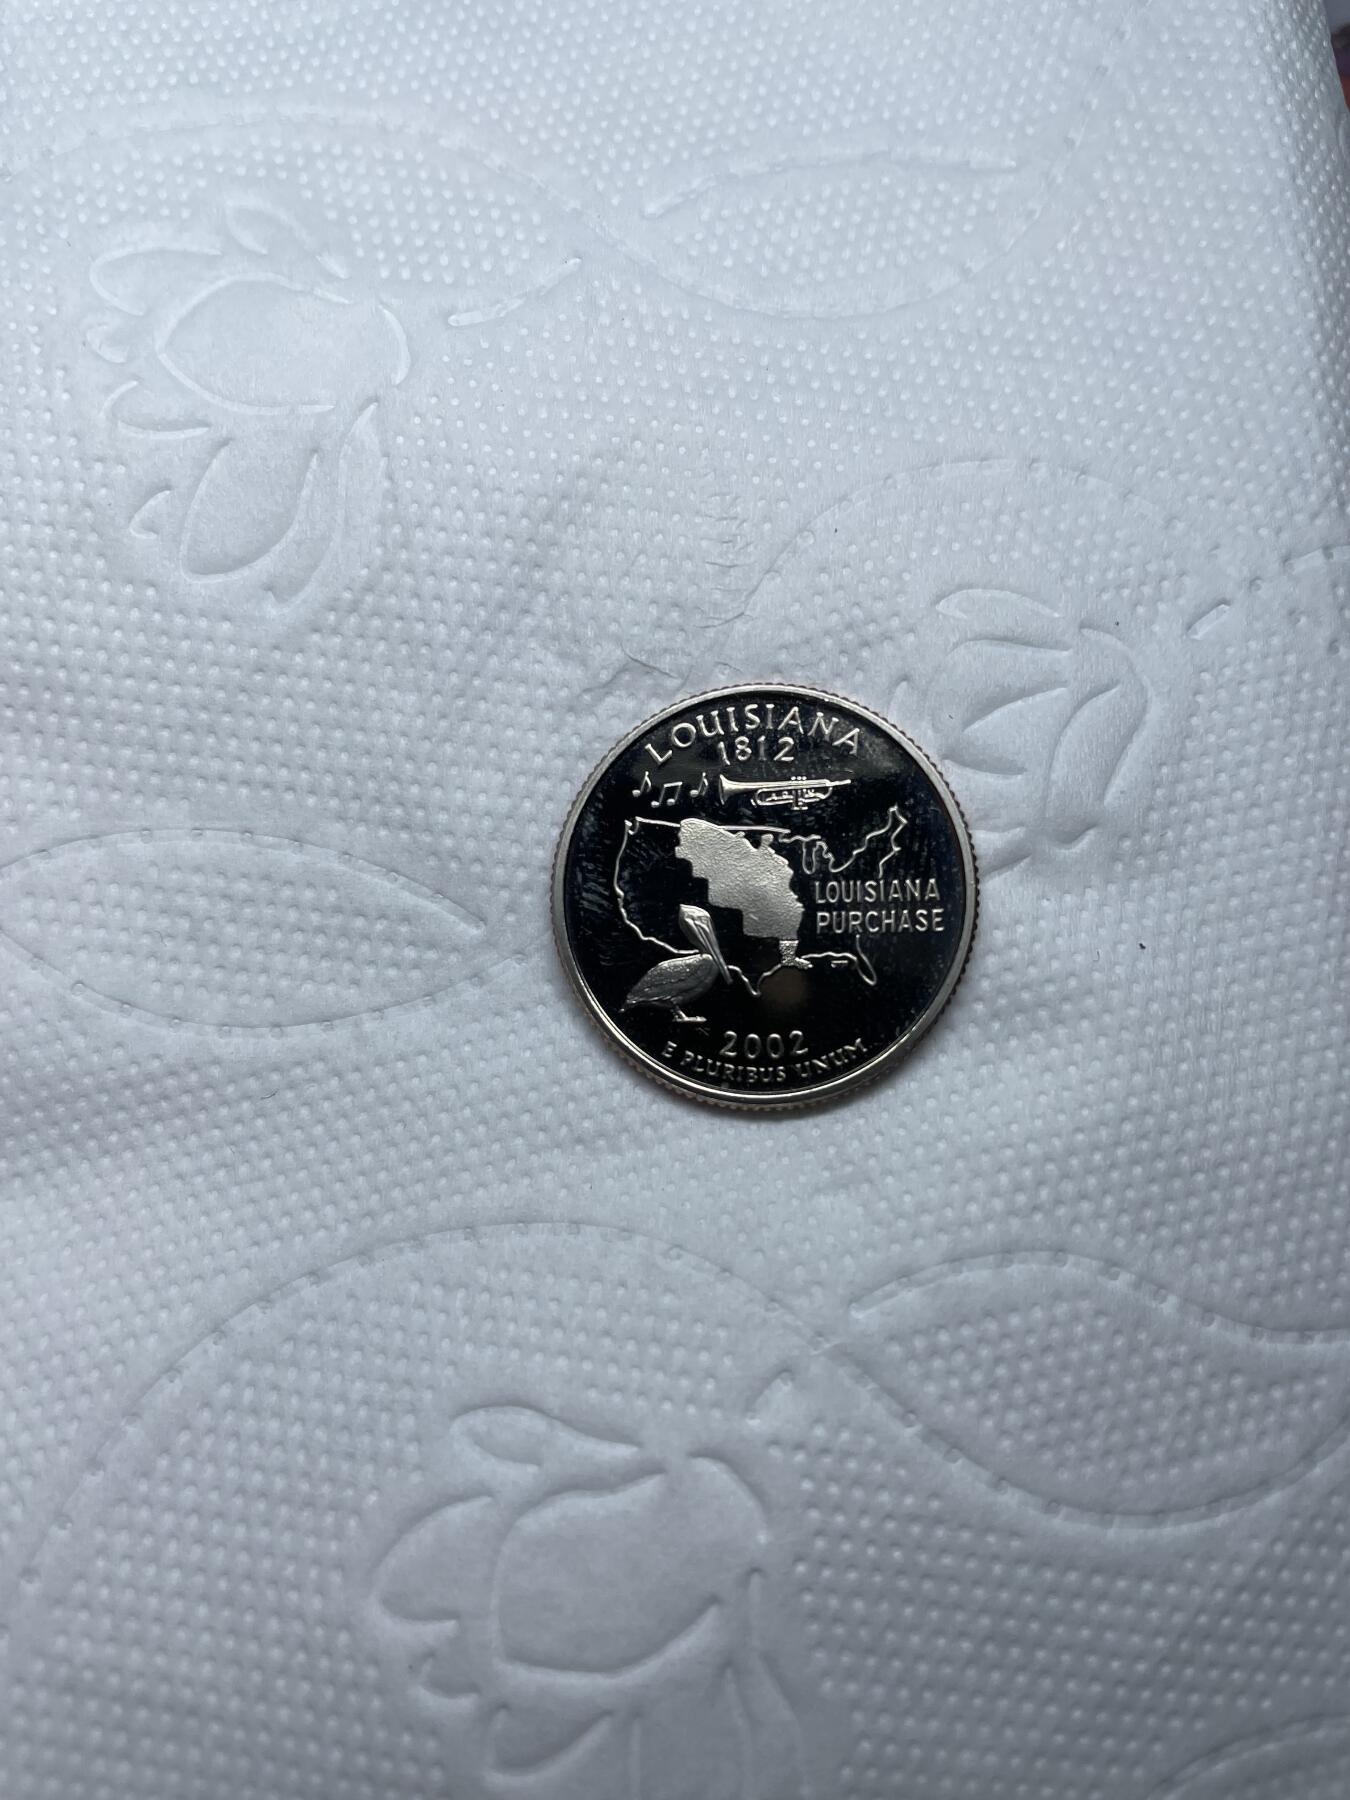 LOUISIANA
1812
LOUISIANA
PURCHASE
2002
E PLURIBUS UNUM